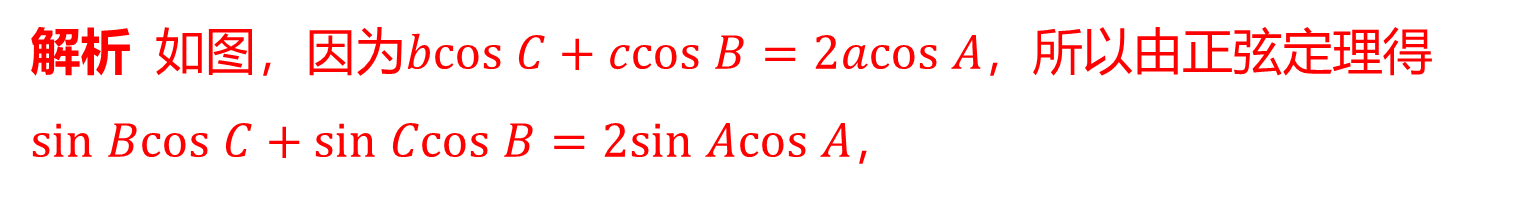 解析 如图，因为bcos C + ccos B = 2acos A，所以由正弦定理得
sin Bcos C + sin Ccos B = 2sin Acos A，